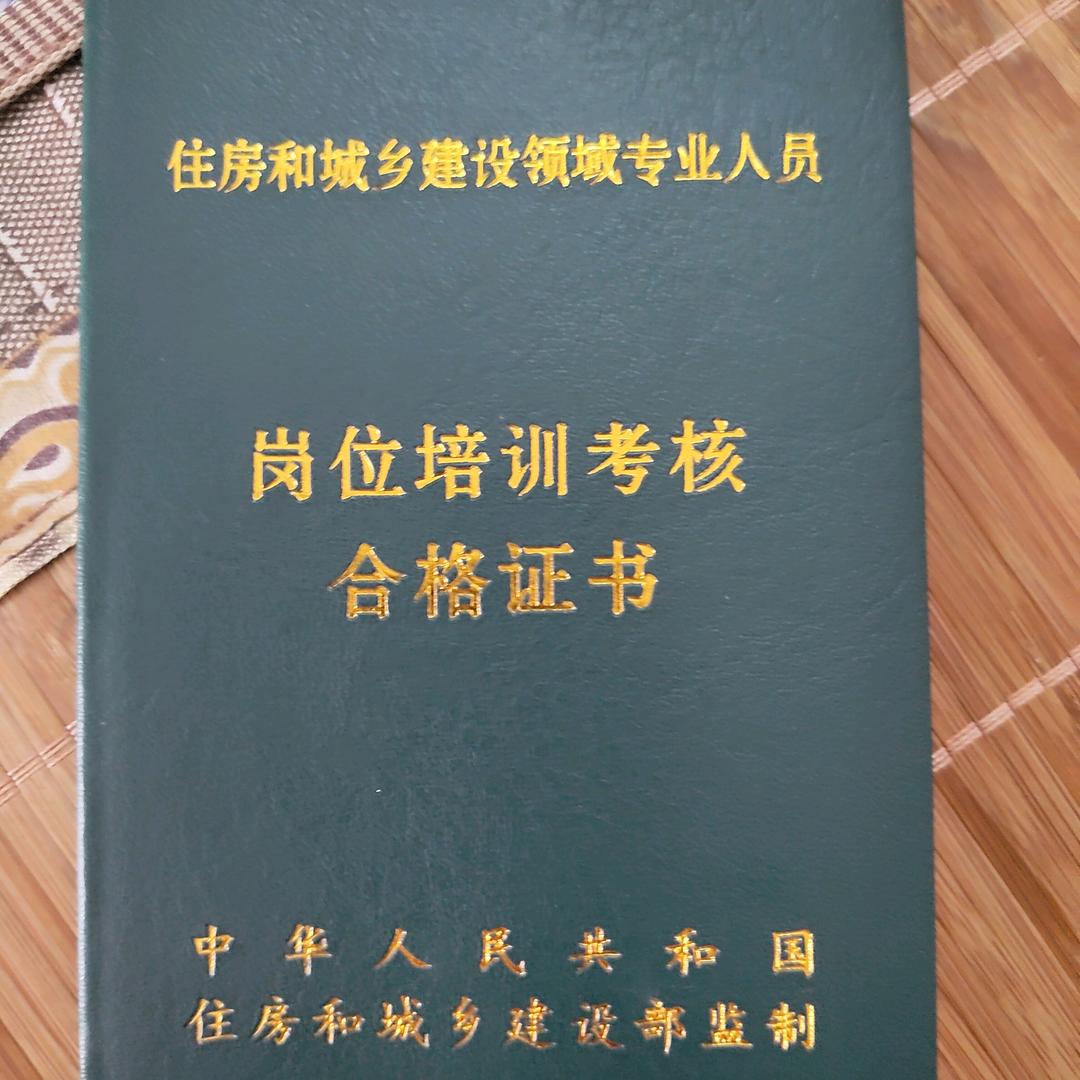 住房和城乡建设领域专业人员
岗位培训考核
合格证书
中华人民共和国
住房和城乡建设部监制